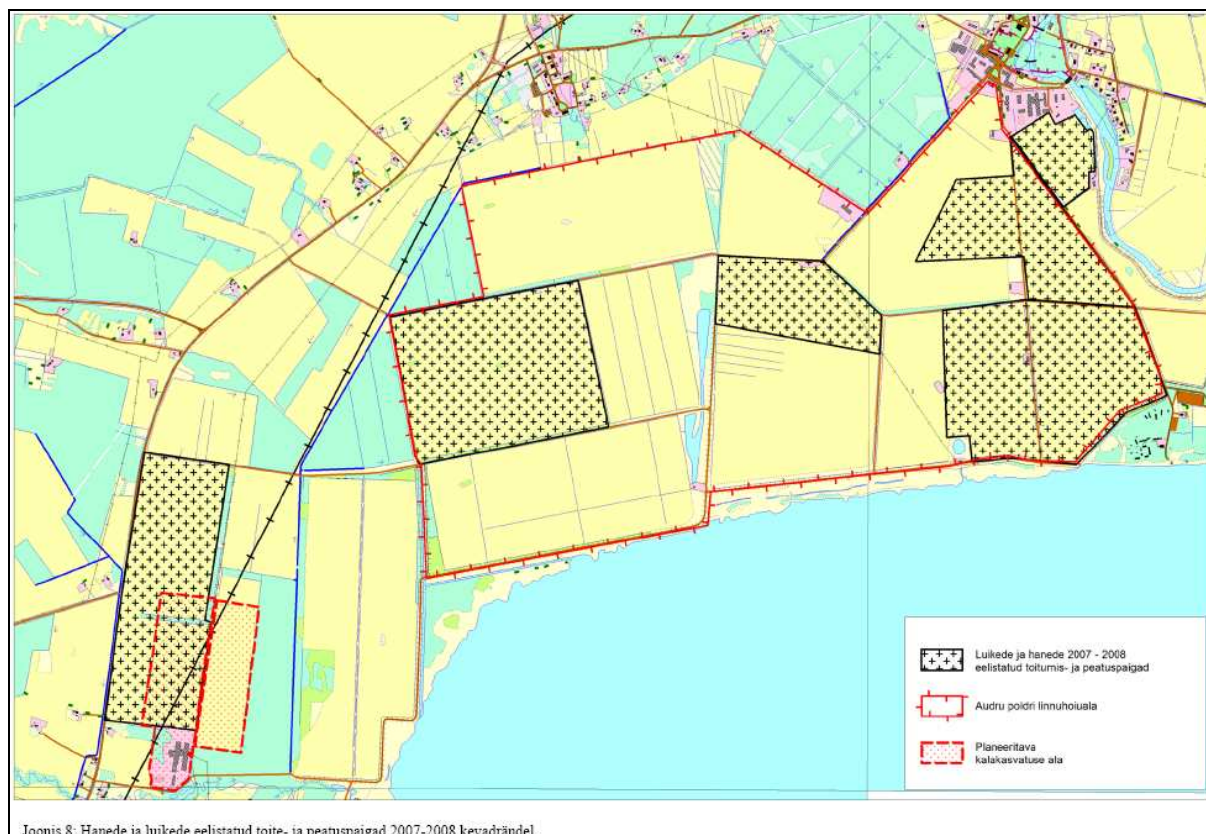 Luikede ja hanede 2007 - 2008
eelistatud toitumis- ja peatuspaigad
Audru poldri linnuhoiuala
Planeeritava
kalakasvatuse ala
Joonis 8: Hanede ja luikede eelistatud toite- ja peatuspaigad 2007-2008 kevadrändel